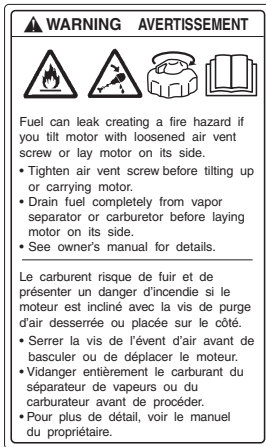 WARNING AVERTISSEMENT
Fuel can leak creating a fire hazard if
you tilt motor with loosened air vent
screw or lay motor on its side.
• Tighten air vent screw before tilting up
or carrying motor.
• Drain fuel completely from vapor
separator or carburetor before laying
motor on its side.
• See owner's manual for details.
Le carburent risque de fuir et de
présenter un danger d'incendie si le
moteur est incliné avec la vis de purge
d'air desserrée ou placée sur le côté.
• Serrer la vis de l'évent d'air avant de
basculer ou de déplacer le moteur.
• Vidanger entièrement le carburant du
séparateur de vapeurs ou du
carburateur avant de procéder.
• Pour plus de détail, voir le manuel
du propriétaire.